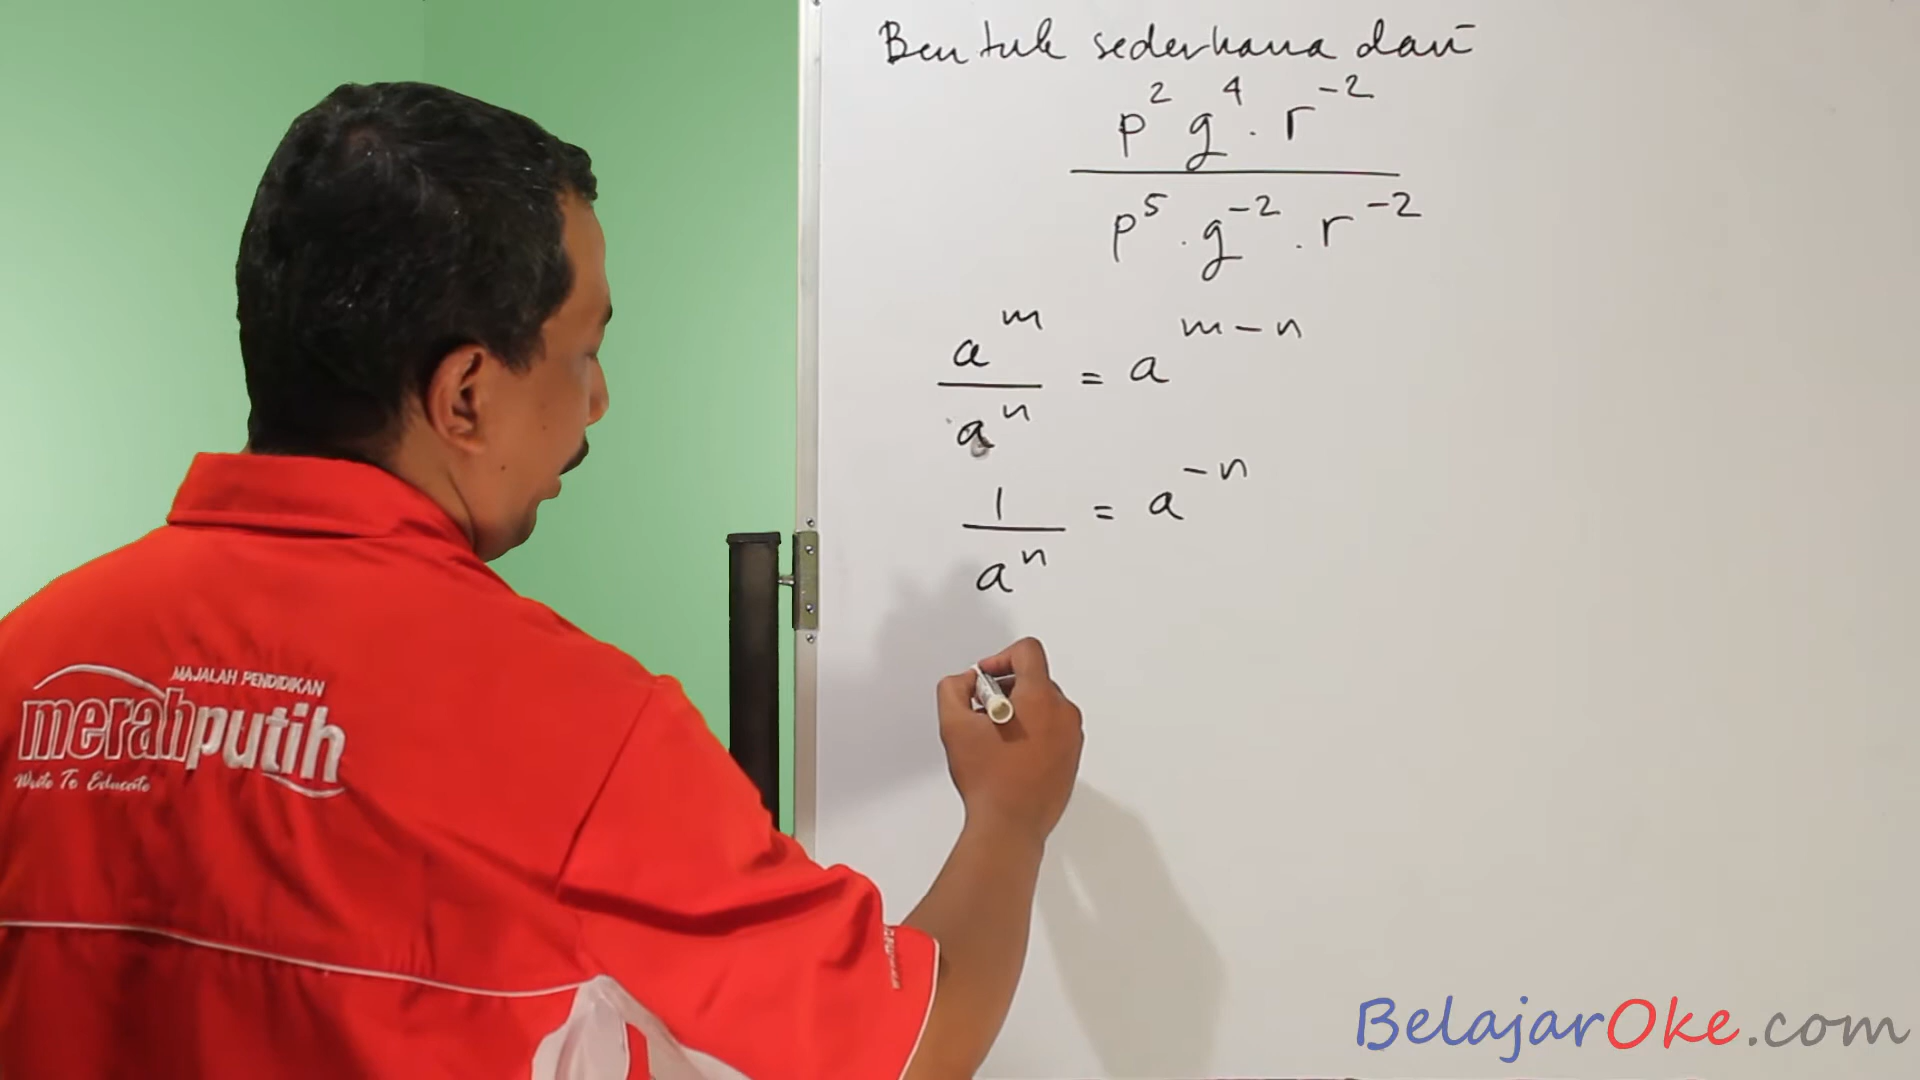 Bentuk sederhana dari
p² g⁴ . r⁻²
p⁵ . g⁻² . r⁻²
aᵐ
aⁿ
= aᵐ⁻ⁿ
1
aⁿ
= a⁻ⁿ
MAJALAH PENDIDIKAN
merahputih
Write To Educate
BelajarOke.com